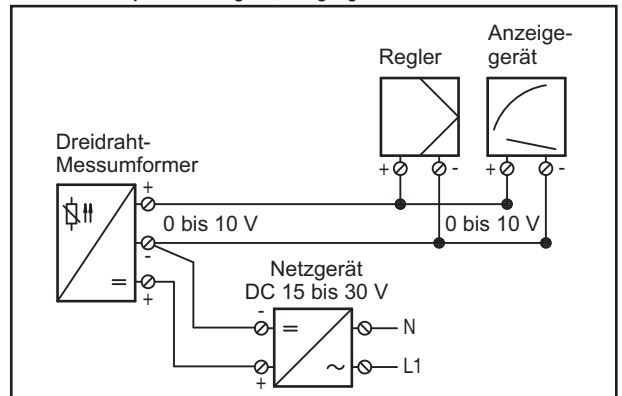 Anzeige-
gerät
Regler
Dreidraht-
Messumformer
+ - + -
+
0 bis 10 V 0 bis 10 V
-
=
+
Netzgerät
DC 15 bis 30 V
-
= N
~ L1
+